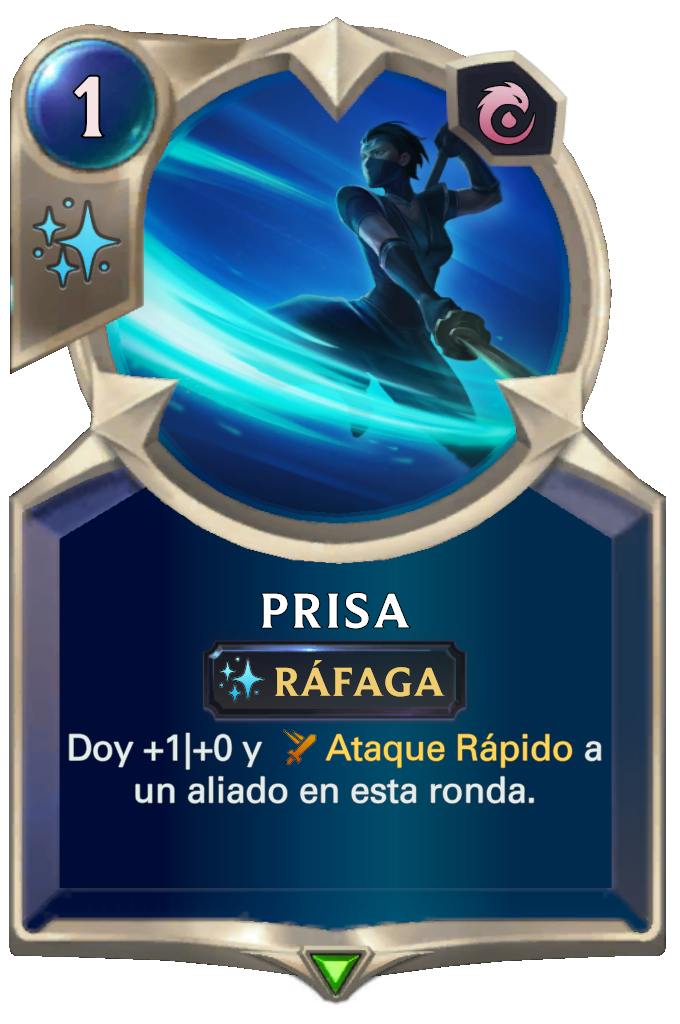 1
PRISA
RÁFAGA
Doy +1|+0 y Ataque Rápido a
un aliado en esta ronda.